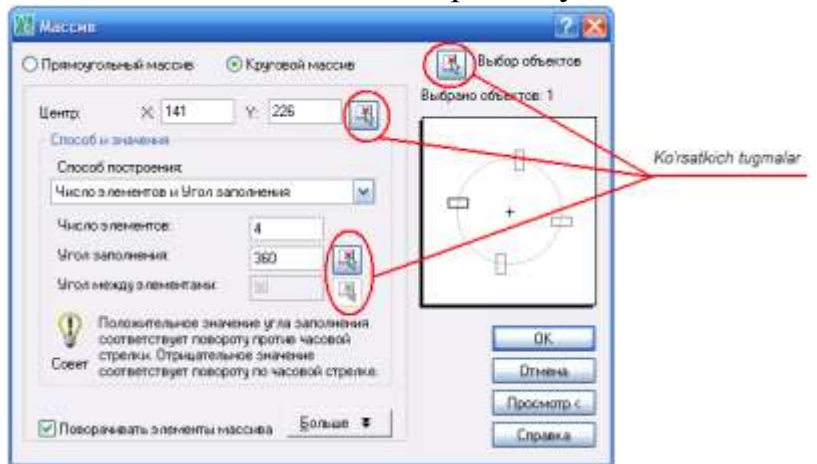 Массив
Прямоугольный массив Круговой массив Выбор объектов
Выбрано объектов: 1
Центр: X: 141 Y: 226
Способ и значения
Способ построения:
Число элементов и Угол заполнения
Ko'rsatkich tugmalar
Число элементов: 4
Угол заполнения: 360
Угол между элементами: 90
Положительное значение угла заполнения
соответствует повороту против часовой
стрелки. Отрицательное значение
соответствует повороту по часовой стрелке.
Совет
OK
Отмена
Просмотр <
Справка
Поворачивать элементы массива Больше